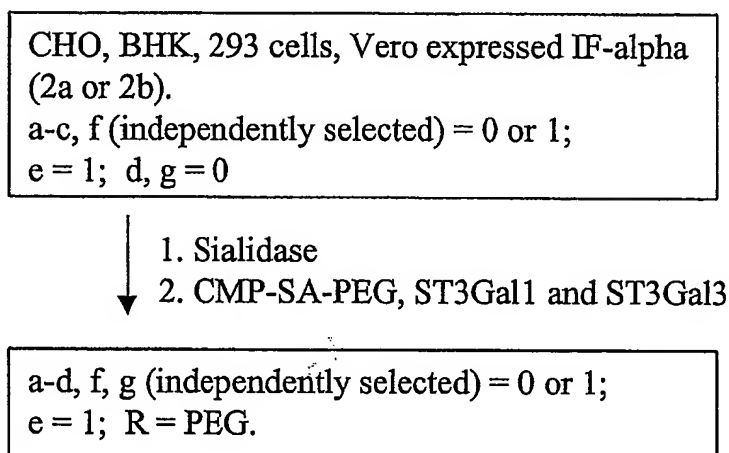 CHO, BHK, 293 cells, Vero expressed IF-alpha
(2a or 2b).
a-c, f (independently selected) = 0 or 1;
e = 1; d, g = 0
1. Sialidase
2. CMP-SA-PEG, ST3Gal1 and ST3Gal3
a-d, f, g (independently selected) = 0 or 1;
e = 1; R = PEG.